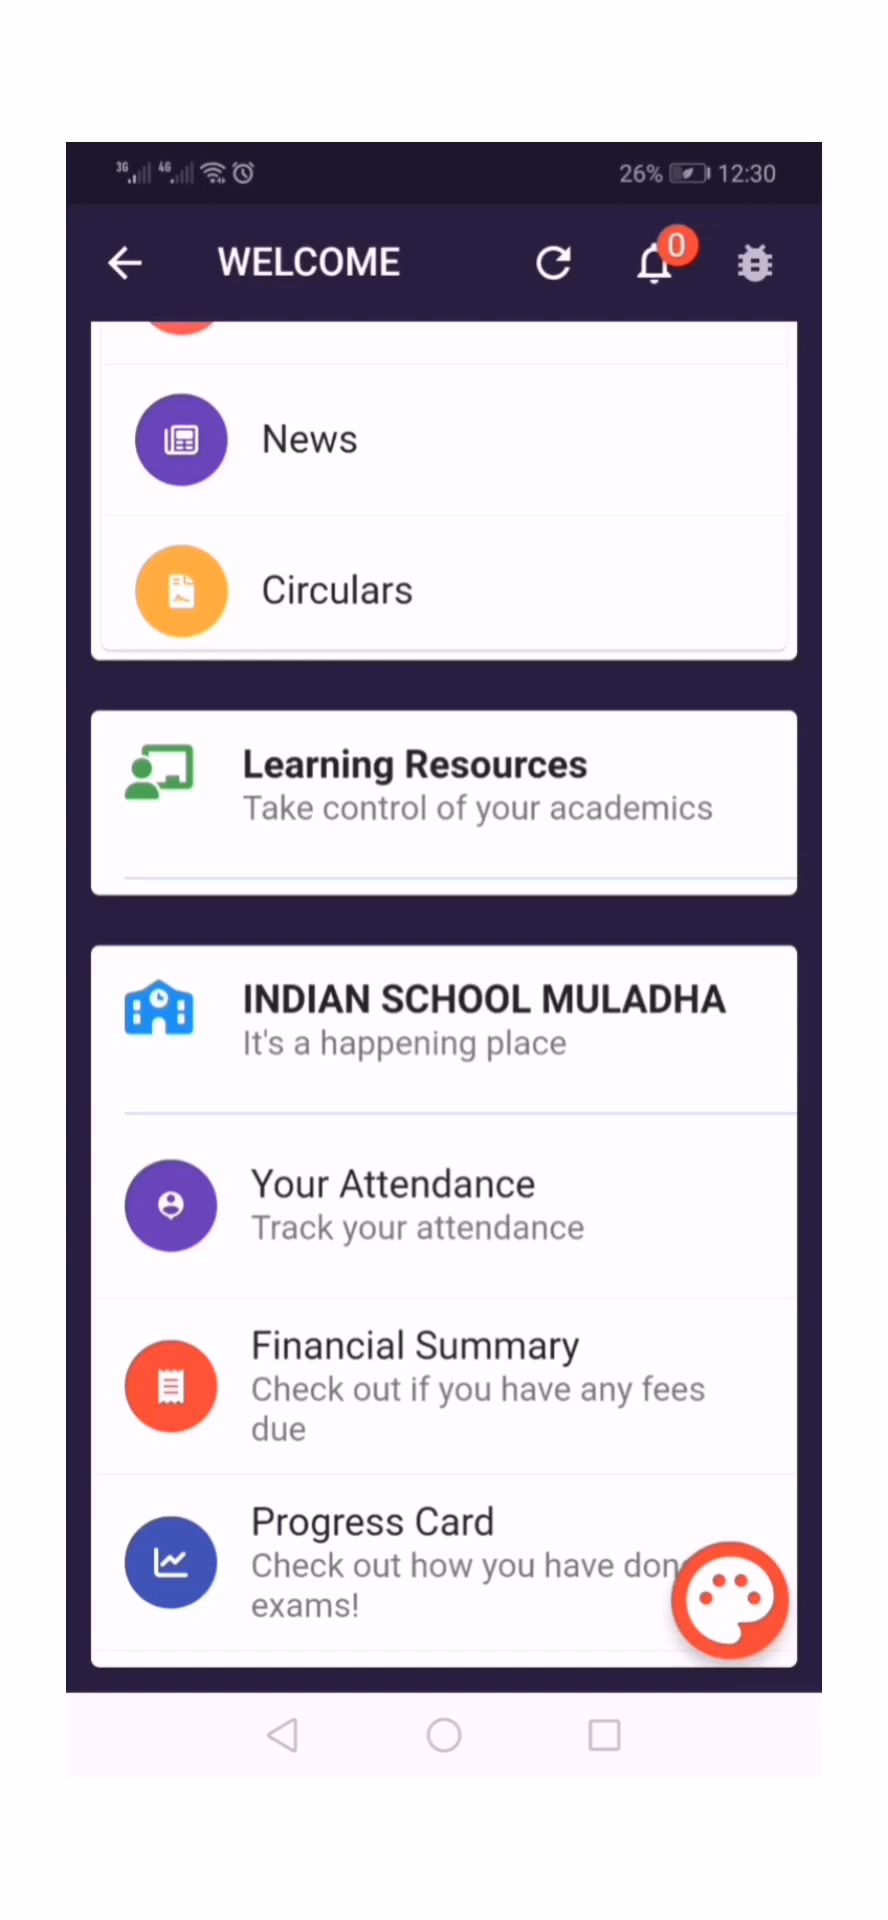 3G 4G 26% 12:30
WELCOME 0
News
Circulars
Learning Resources
Take control of your academics
INDIAN SCHOOL MULADHA
It's a happening place
Your Attendance
Track your attendance
Financial Summary
Check out if you have any fees
due
Progress Card
Check out how you have
exams!